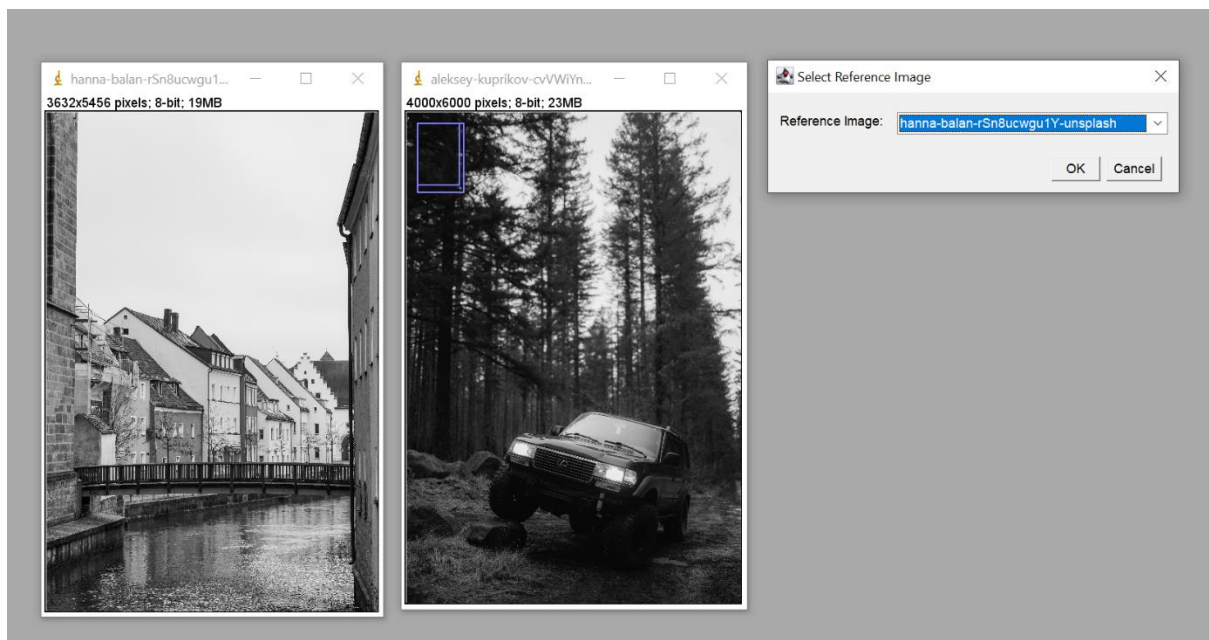 hanna-balan-rSn8ucwgu1...
3632x5456 pixels; 8-bit; 19MB
aleksey-kuprikov-cvVWiYn...
4000x6000 pixels; 8-bit; 23MB
Select Reference Image
Reference Image: hanna-balan-rSn8ucwgu1Y-unsplash
OK Cancel